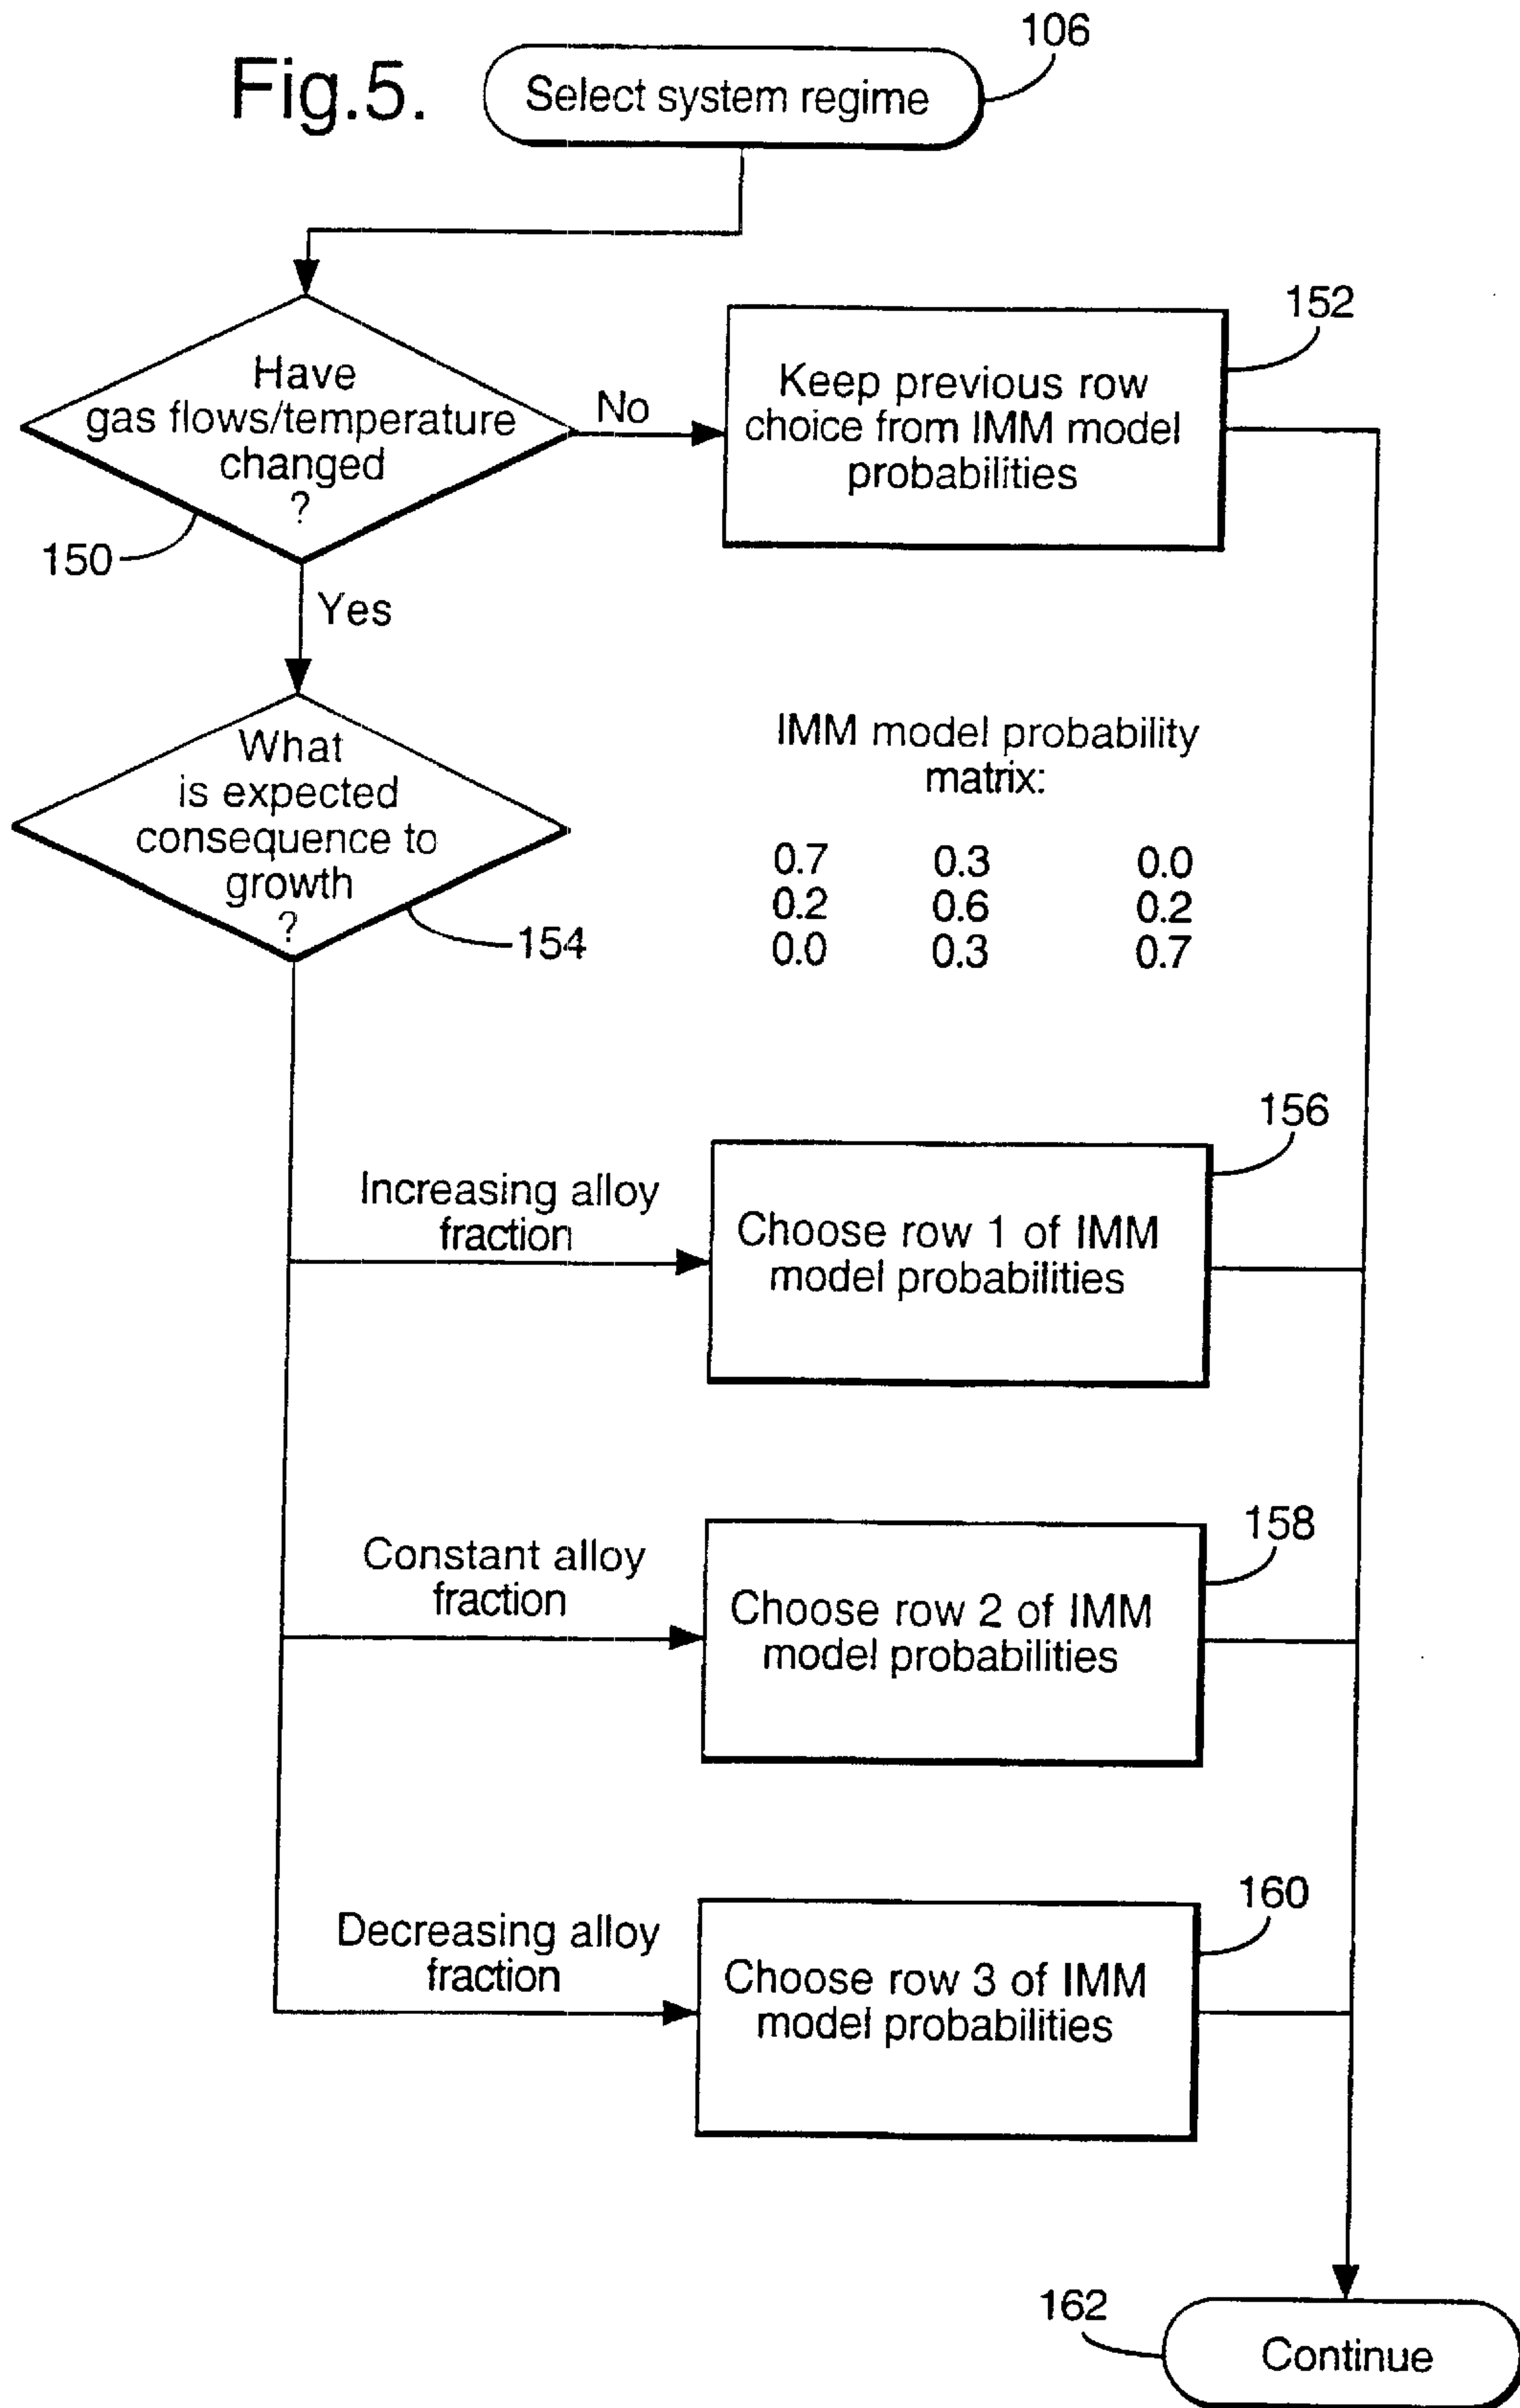 Fig.5.
Select system regime
106
Have
gas flows/temperature
changed
?
150
No
Keep previous row
choice from IMM model
probabilities
152
Yes
What
is expected
consequence to
growth
?
154
IMM model probability
matrix:
0.7 0.3 0.0
0.2 0.6 0.2
0.0 0.3 0.7
Increasing alloy
fraction
Choose row 1 of IMM
model probabilities
156
Constant alloy
fraction
Choose row 2 of IMM
model probabilities
158
Decreasing alloy
fraction
Choose row 3 of IMM
model probabilities
160
162
Continue